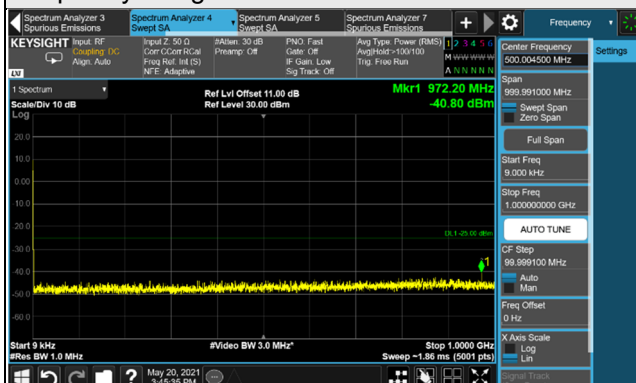 Spectrum Analyzer 3
Spurious Emissions
Spectrum Analyzer 4
Swept SA
Spectrum Analyzer 5
Swept SA
Spectrum Analyzer 7
Spurious Emissions
+
Frequency
KEYSIGHT
Input: RF
Coupling: DC
Align: Auto
Input Z: 50 Ω
Corr CCorr RCal
Freq Ref: Int (S)
NFE: Adaptive
#Atten: 30 dB
Preamp: Off
PNO: Fast
Gate: Off
IF Gain: Low
Sig Track: Off
Avg Type: Power (RMS)
Avg|Hold >100/100
Trig: Free Run
1 2 3 4 5 6
M W W W W W
A N N N N N
LXI
Center Frequency
500.004500 MHz
Settings
1 Spectrum
Scale/Div 10 dB
Log
Ref Lvl Offset 11.00 dB
Ref Level 30.00 dBm
Mkr1 972.20 MHz
-40.80 dBm
Span
999.991000 MHz
Swept Span
Zero Span
Full Span
Start Freq
9.000 kHz
Stop Freq
1.000000000 GHz
AUTO TUNE
CF Step
99.999100 MHz
Auto
Man
Freq Offset
0 Hz
X Axis Scale
Log
Lin
Signal Track
20.0
10.0
0.00
-10.0
-20.0
DL1 -25.00 dBm
-30.0
-40.0
1
-50.0
-60.0
Start 9 kHz
#Res BW 1.0 MHz
#Video BW 3.0 MHz*
Stop 1.0000 GHz
Sweep ~1.86 ms (5001 pts)
?
May 20, 2021
3:45:35 PM